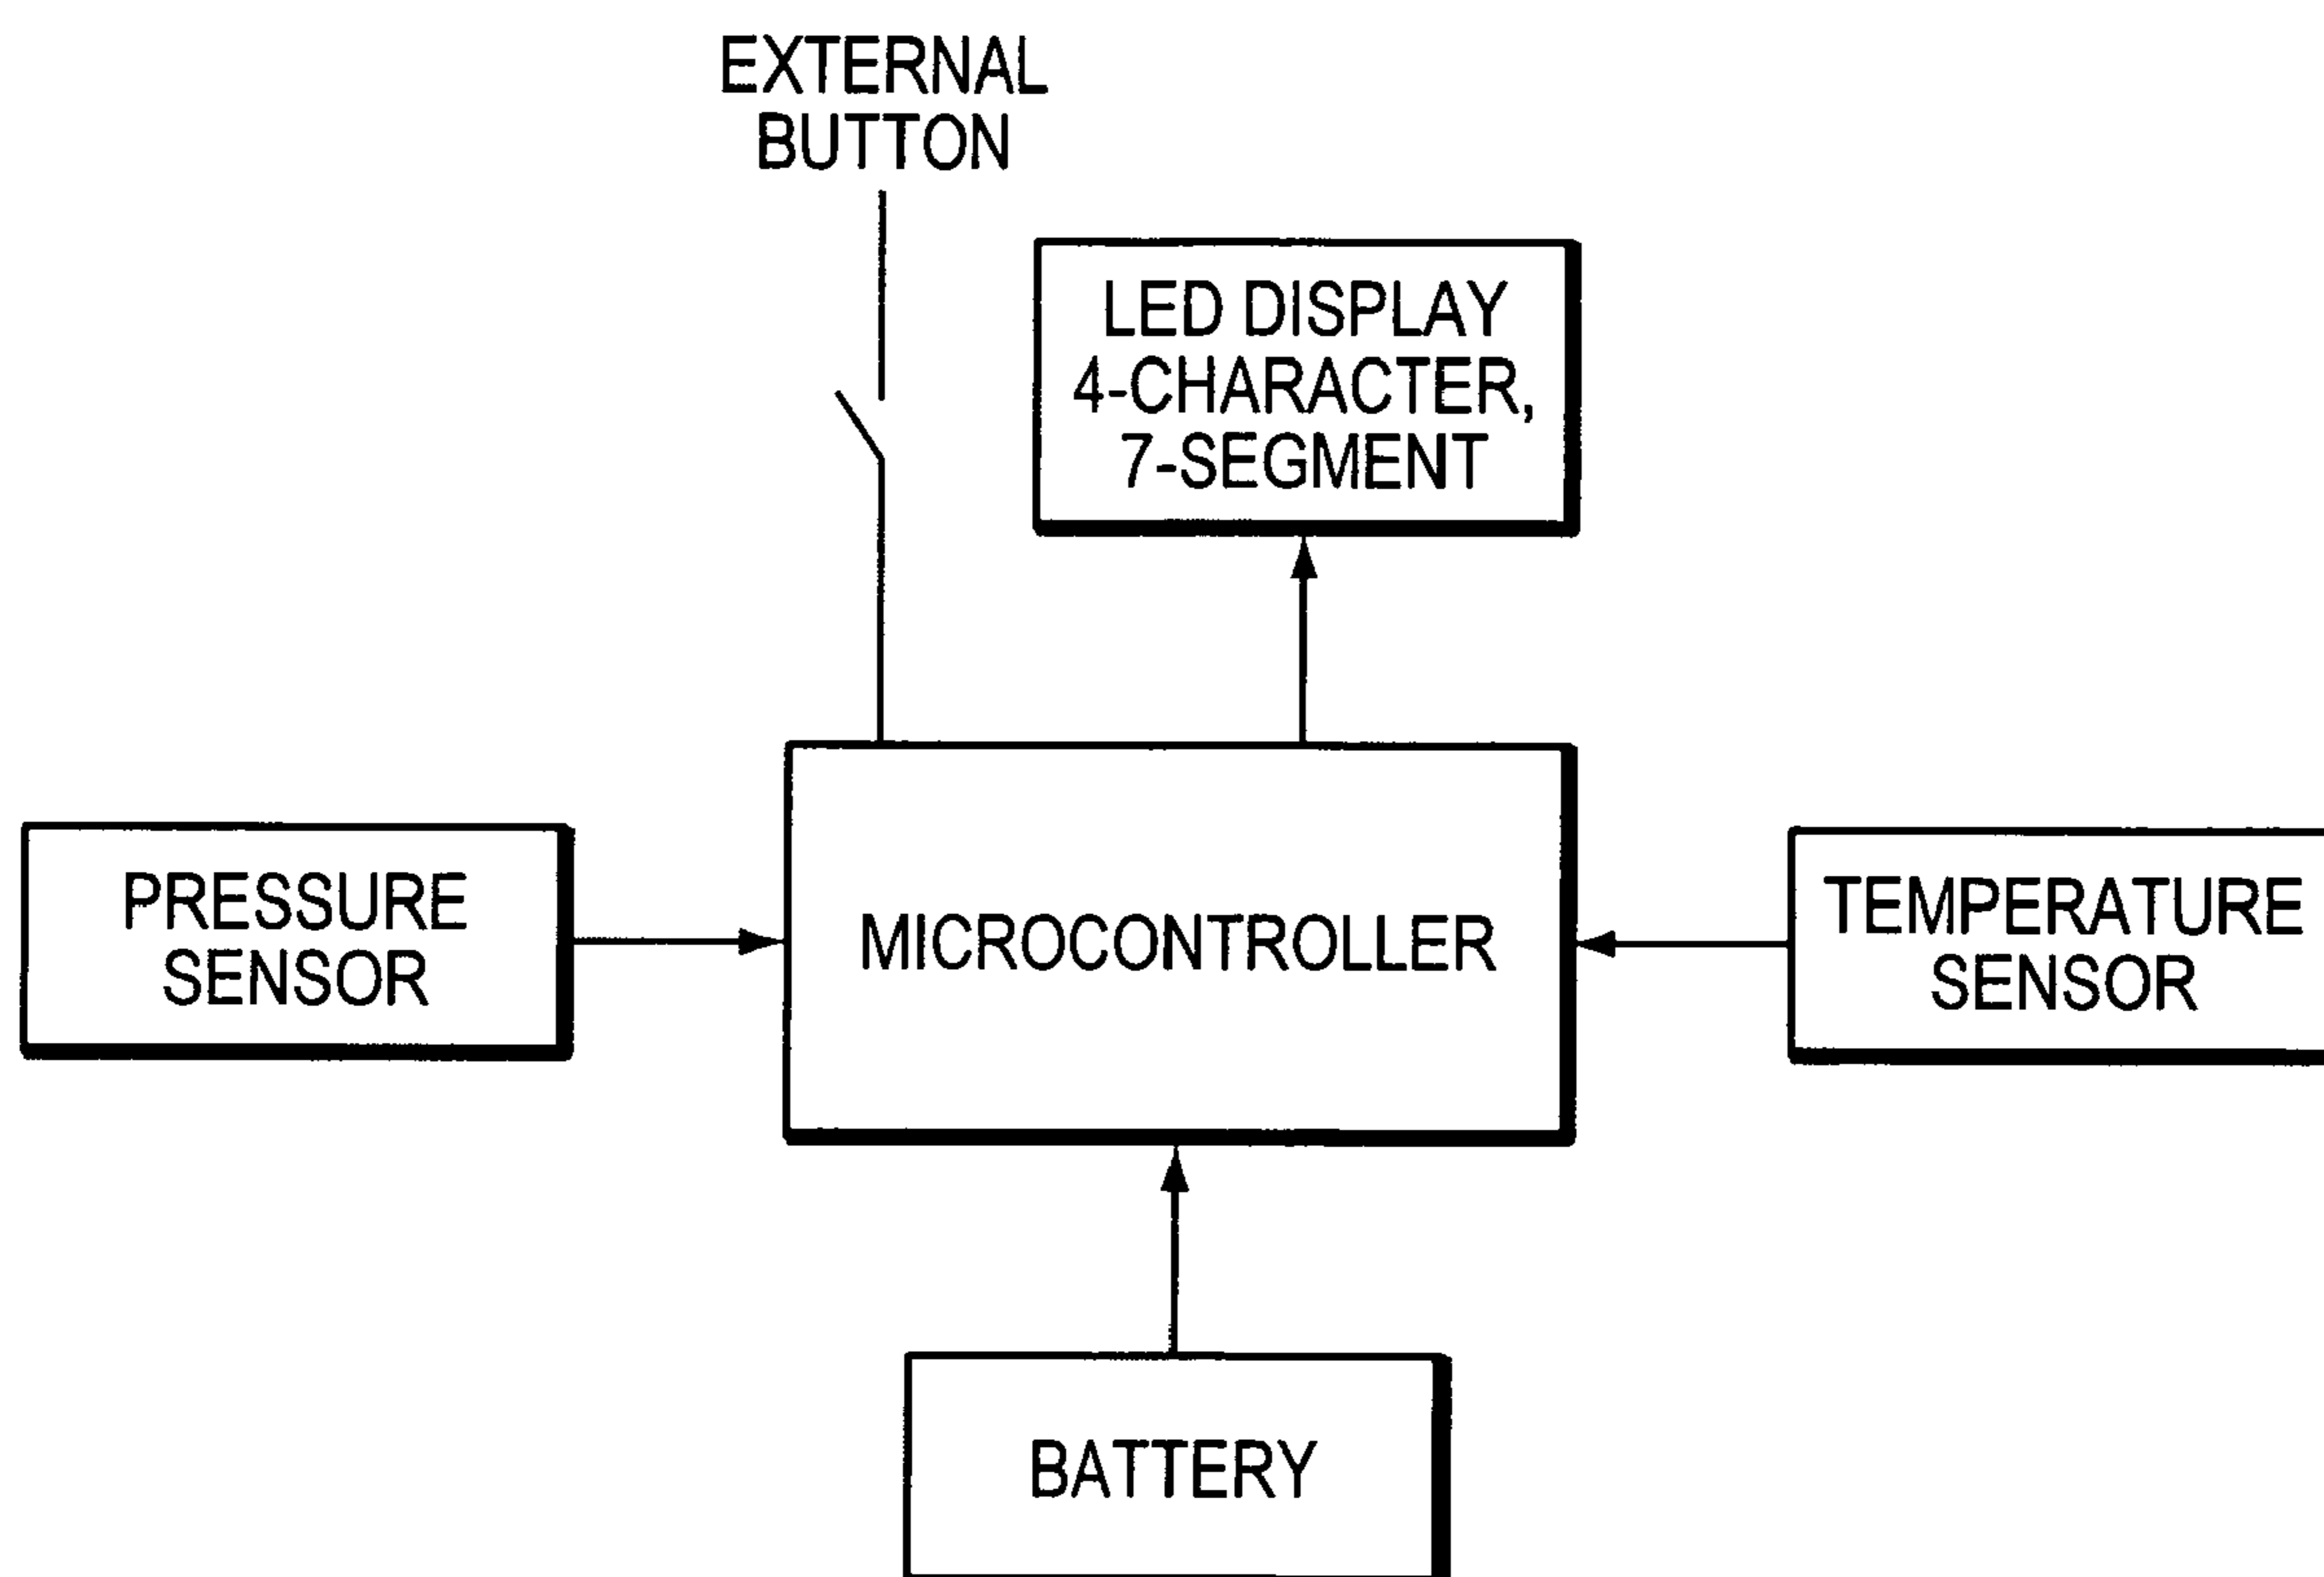 EXTERNAL
BUTTON
LED DISPLAY
4-CHARACTER,
7-SEGMENT
PRESSURE
SENSOR
MICROCONTROLLER
TEMPERATURE
SENSOR
BATTERY